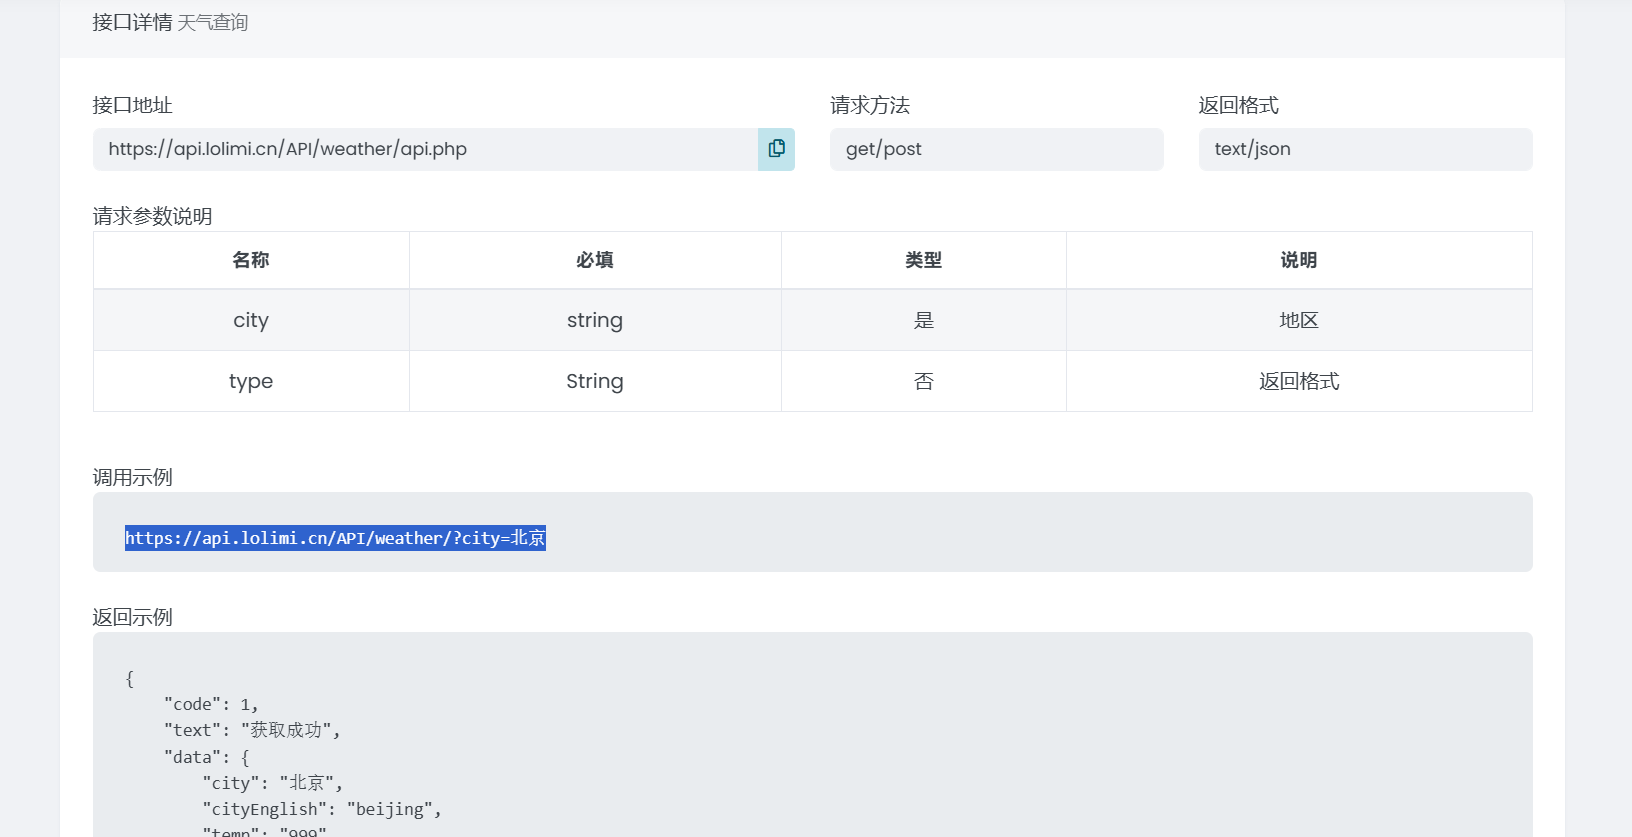 接口详情 天气查询
接口地址 请求方法 返回格式
https://api.lolimi.cn/API/weather/api.php get/post text/json
请求参数说明
名称 必填 类型 说明
city string 是 地区
type String 否 返回格式
调用示例
https://api.lolimi.cn/API/weather/?city=北京
返回示例
{
"code": 1,
"text": "获取成功",
"data": {
"city": "北京",
"cityEnglish": "beijing",
"temp": "999"